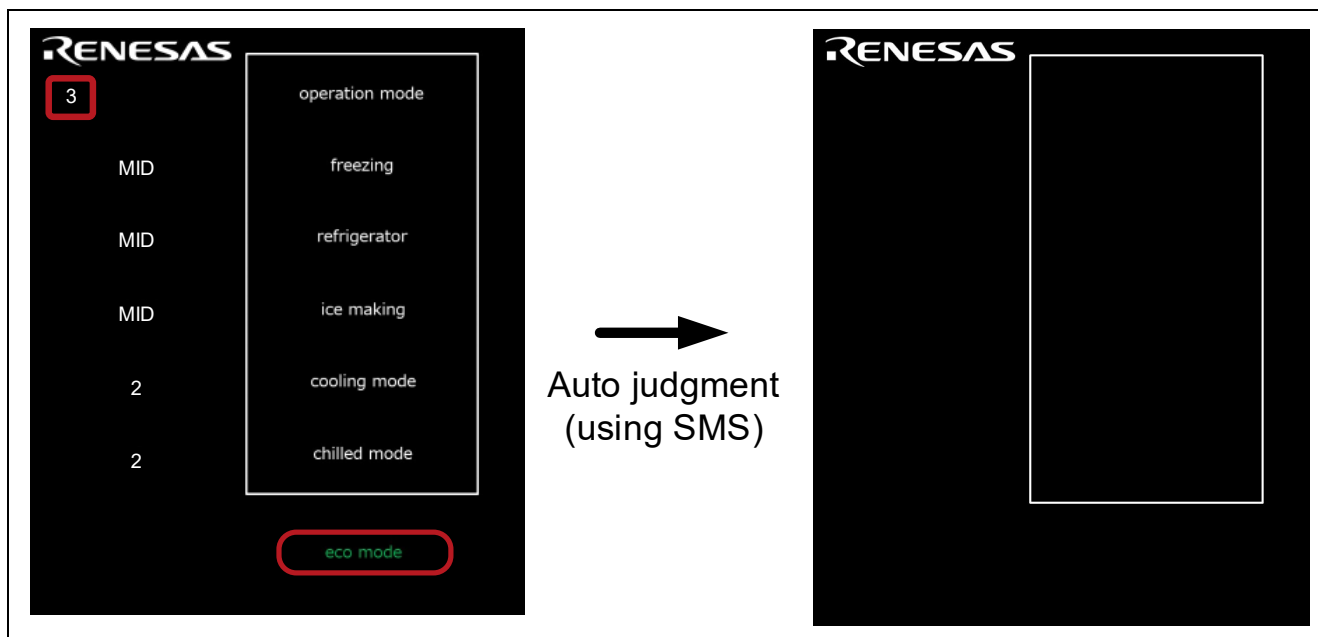 RENESAS
3
operation mode
MID
freezing
MID
refrigerator
MID
ice making
2
cooling mode
2
chilled mode
eco mode
Auto judgment
(using SMS)
RENESAS